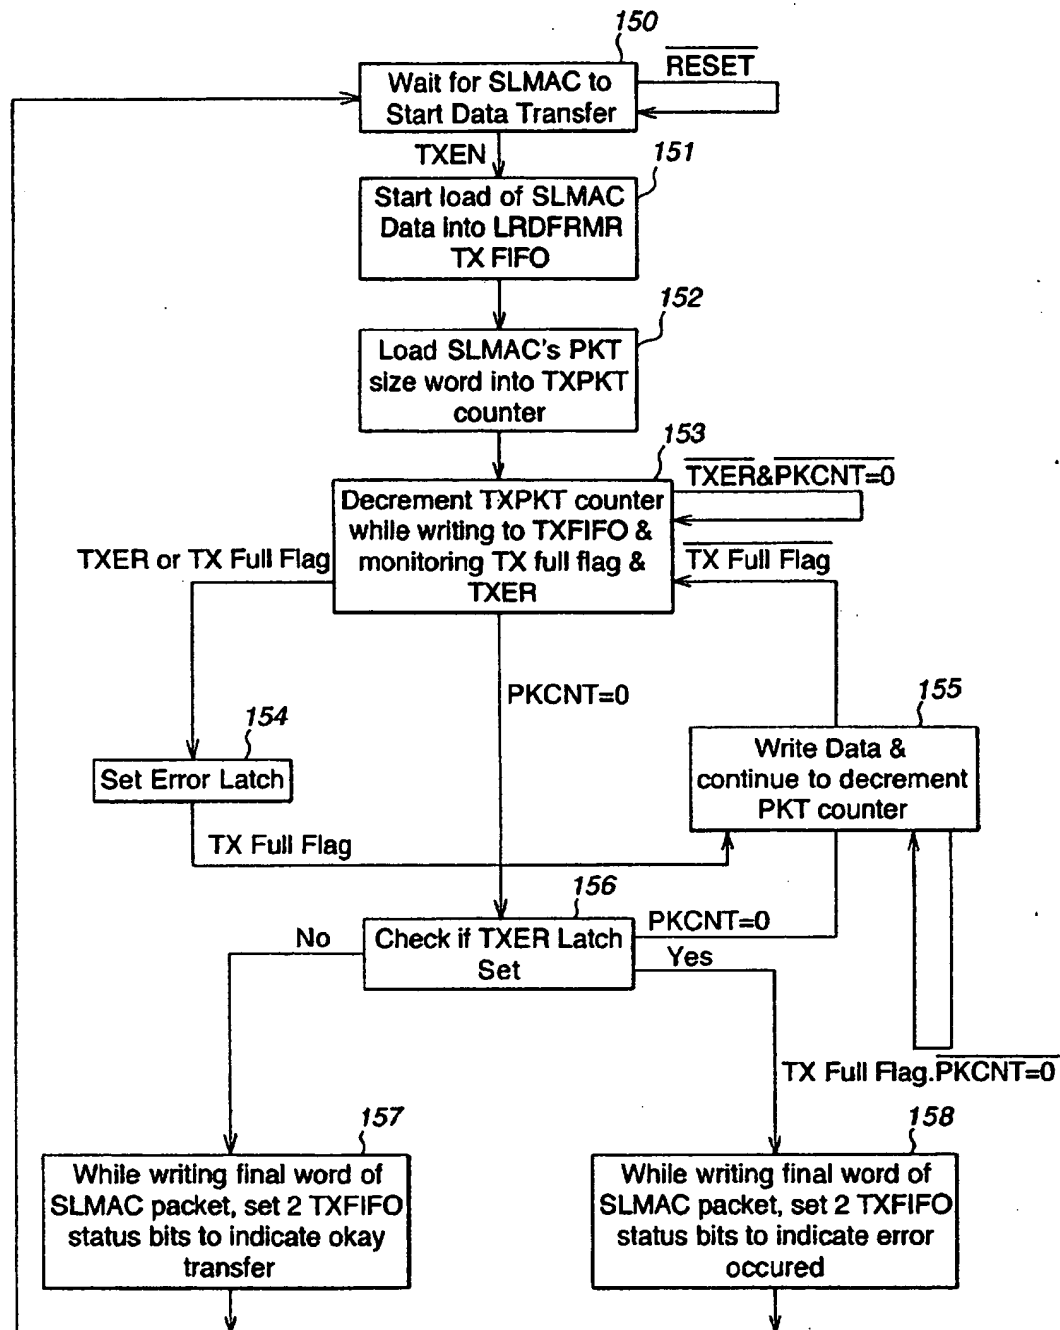 150
Wait for SLMAC to
Start Data Transfer
RESET
TXEN
151
Start load of SLMAC
Data into LRDFRMR
TX FIFO
152
Load SLMAC's PKT
size word into TXPKT
counter
153
TXER&PKCNT=0
Decrement TXPKT counter
while writing to TXFIFO &
monitoring TX full flag &
TXER
TXER or TX Full Flag
TX Full Flag
PKCNT=0
154
Set Error Latch
155
Write Data &
continue to decrement
PKT counter
TX Full Flag
156
Check if TXER Latch
Set
PKCNT=0
No
Yes
TX Full Flag.PKCNT=0
157
While writing final word of
SLMAC packet, set 2 TXFIFO
status bits to indicate okay
transfer
158
While writing final word of
SLMAC packet, set 2 TXFIFO
status bits to indicate error
occured